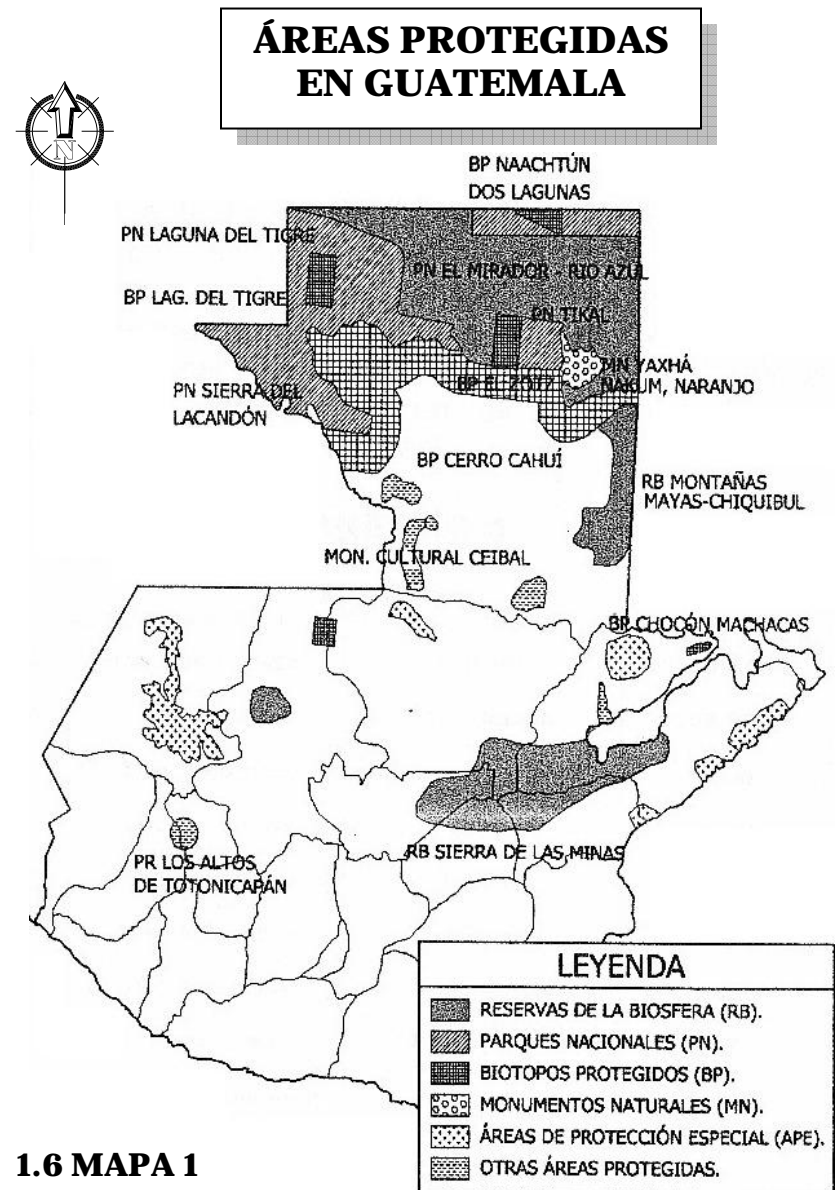 ÁREAS PROTEGIDAS
EN GUATEMALA
N
BP NAACHTÚN
DOS LAGUNAS
PN LAGUNA DEL TIGRE
PN EL MIRADOR - RIO AZUL
BP LAG. DEL TIGRE
PN TIKAL
MN YAXHÁ
NAKUM, NARANJO
BP EL ZOTZ
PN SIERRA DEL
LACANDÓN
BP CERRO CAHUÍ
RB MONTAÑAS
MAYAS-CHIQUIBUL
MON. CULTURAL CEIBAL
BP CHOCÓN MACHACAS
RB SIERRA DE LAS MINAS
PR LOS ALTOS
DE TOTONICAPÁN
LEYENDA
RESERVAS DE LA BIOSFERA (RB).
PARQUES NACIONALES (PN).
BIOTOPOS PROTEGIDOS (BP).
MONUMENTOS NATURALES (MN).
ÁREAS DE PROTECCIÓN ESPECIAL (APE).
OTRAS ÁREAS PROTEGIDAS.
1.6 MAPA 1